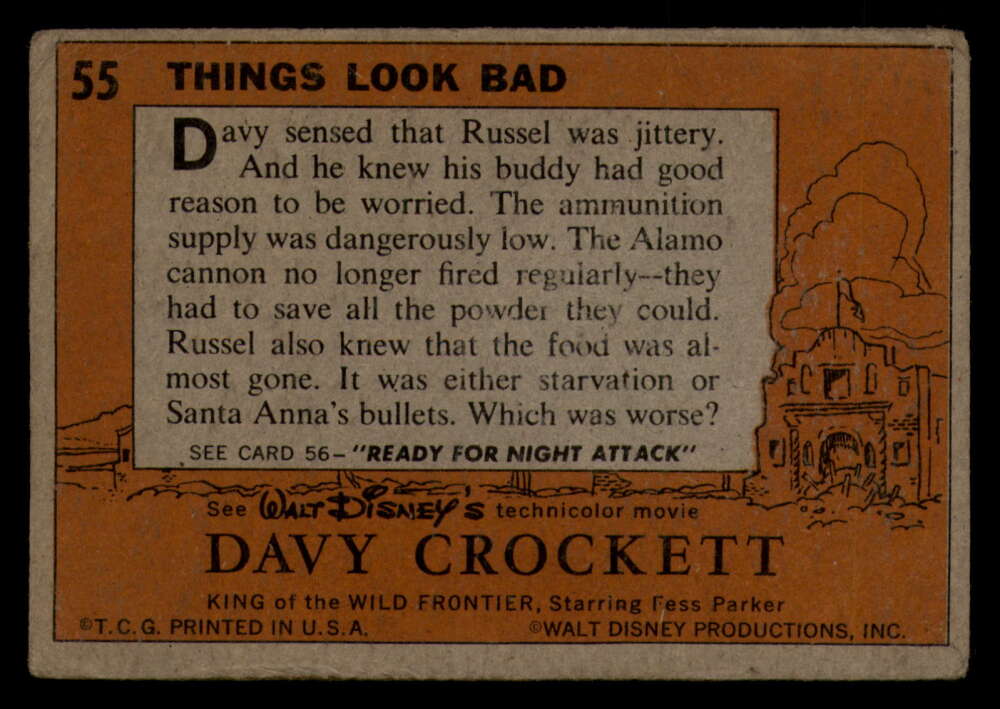 55 THINGS LOOK BAD
Davy sensed that Russel was jittery.
And he knew his buddy had good
reason to be worried. The ammunition
supply was dangerously low. The Alamo
cannon no longer fired regularly--they
had to save all the powder they could.
Russel also knew that the food was al-
most gone. It was either starvation or
Santa Anna's bullets. Which was worse?
SEE CARD 56-"READY FOR NIGHT ATTACK"
See WALT DISNEY'S technicolor movie
DAVY CROCKETT
KING of the WILD FRONTIER, Starring Fess Parker
©T.C.G. PRINTED IN U.S.A. ©WALT DISNEY PRODUCTIONS, INC.